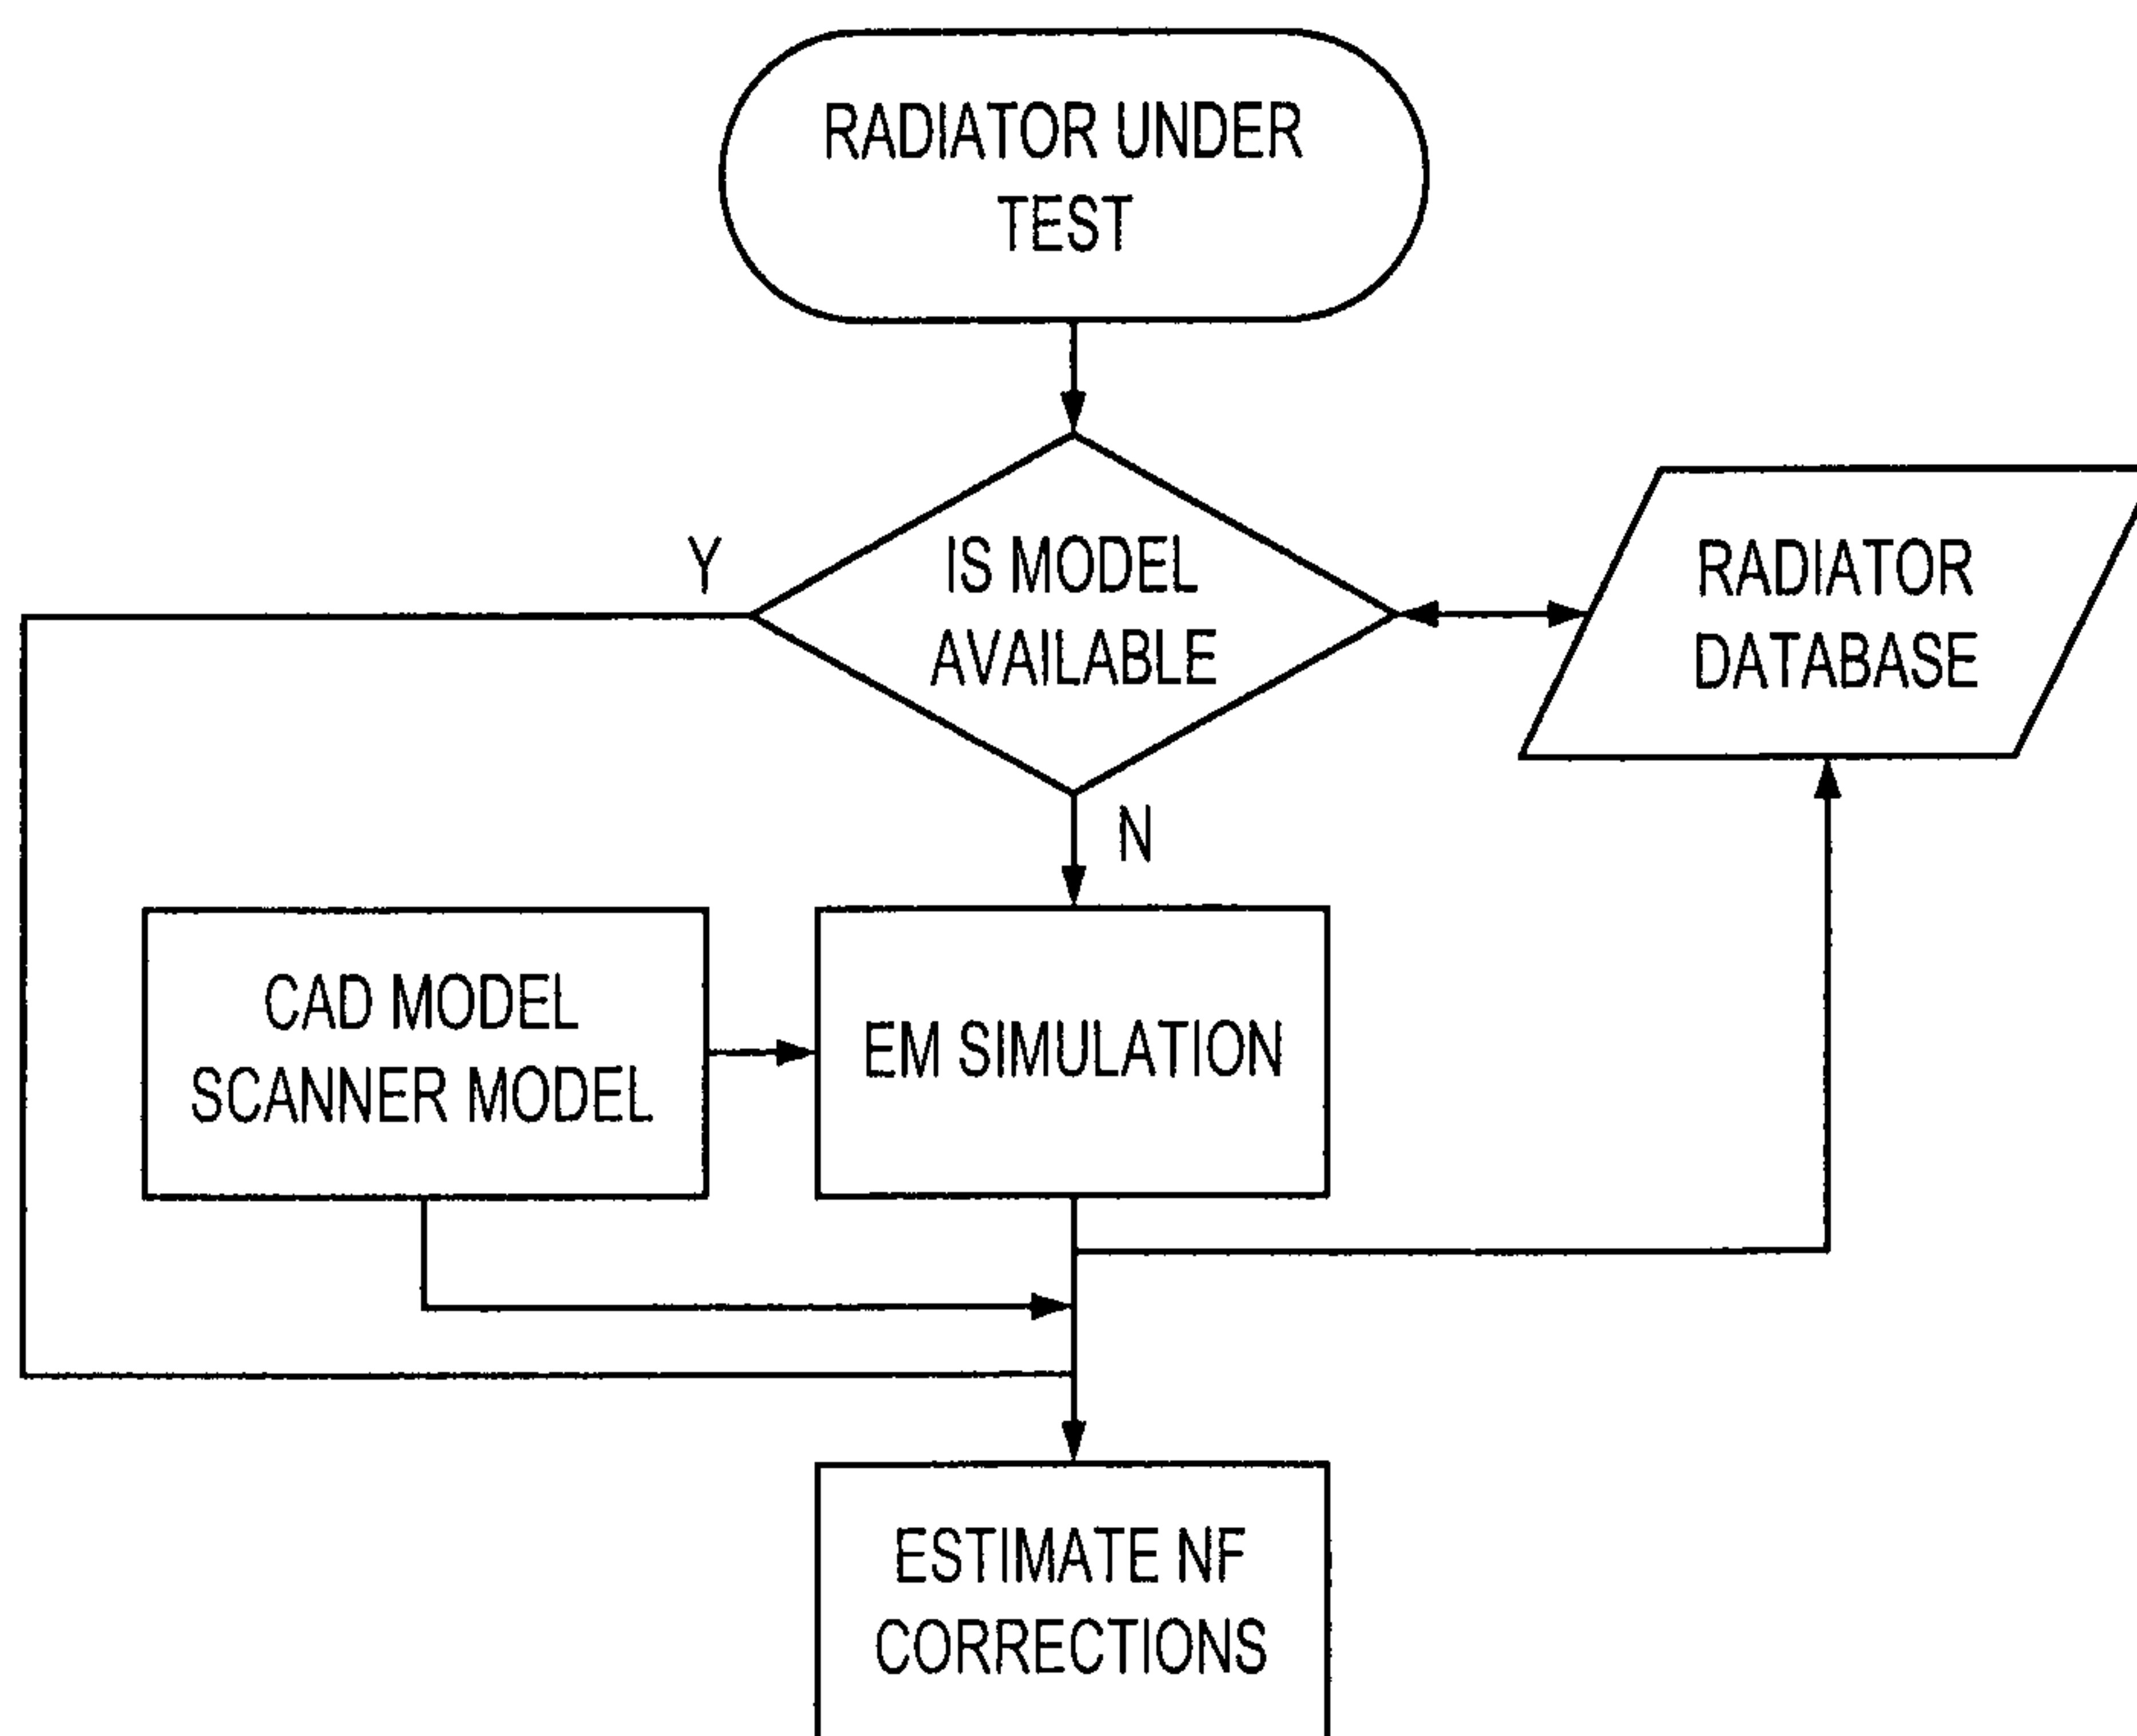 RADIATOR UNDER
TEST
Y
IS MODEL
AVAILABLE
RADIATOR
DATABASE
N
CAD MODEL
SCANNER MODEL
EM SIMULATION
ESTIMATE NF
CORRECTIONS